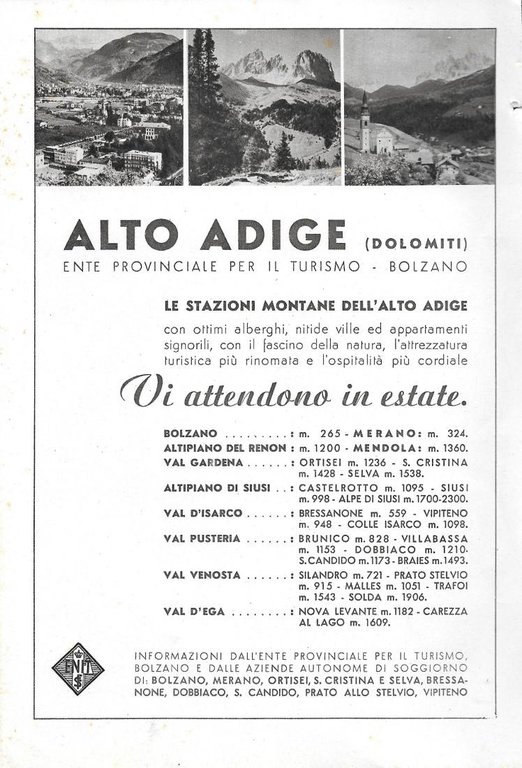 ALTO ADIGE (DOLOMITI)
ENTE PROVINCIALE PER IL TURISMO - BOLZANO
LE STAZIONI MONTANE DELL'ALTO ADIGE
con ottimi alberghi, nitide ville ed appartamenti
signorili, con il fascino della natura, l'attrezzatura
turistica più rinomata e l'ospitalità più cordiale
Vi attendono in estate.
BOLZANO . . . . . . . . . : m. 265 - MERANO: m. 324.
ALTIPIANO DEL RENON : m. 1200 - MENDOLA: m. 1360.
VAL GARDENA . . . . . . : ORTISEI m. 1236 - S. CRISTINA
m. 1428 - SELVA m. 1538.
ALTIPIANO DI SIUSI . . : CASTELROTTO m. 1095 - SIUSI
m. 998 - ALPE DI SIUSI m. 1700-2300.
VAL D'ISARCO . . . . . . : BRESSANONE m. 559 - VIPITENO
m. 948 - COLLE ISARCO m. 1098.
VAL PUSTERIA . . . . . . : BRUNICO m. 828 - VILLABASSA
m. 1153 - DOBBIACO m. 1210-
S. CANDIDO m. 1173 - BRAIES m. 1493.
VAL VENOSTA . . . . . . : SILANDRO m. 721 - PRATO STELVIO
m. 915 - MALLES m. 1051 - TRAFOI
m. 1543 - SOLDA m. 1906.
VAL D'EGA . . . . . . . . : NOVA LEVANTE m. 1182 - CAREZZA
AL LAGO m. 1609.
ENIT
INFORMAZIONI DALL'ENTE PROVINCIALE PER IL TURISMO,
BOLZANO E DALLE AZIENDE AUTONOME DI SOGGIORNO
DI: BOLZANO, MERANO, ORTISEI, S. CRISTINA E SELVA, BRESSA-
NONE, DOBBIACO, S. CANDIDO, PRATO ALLO STELVIO, VIPITENO